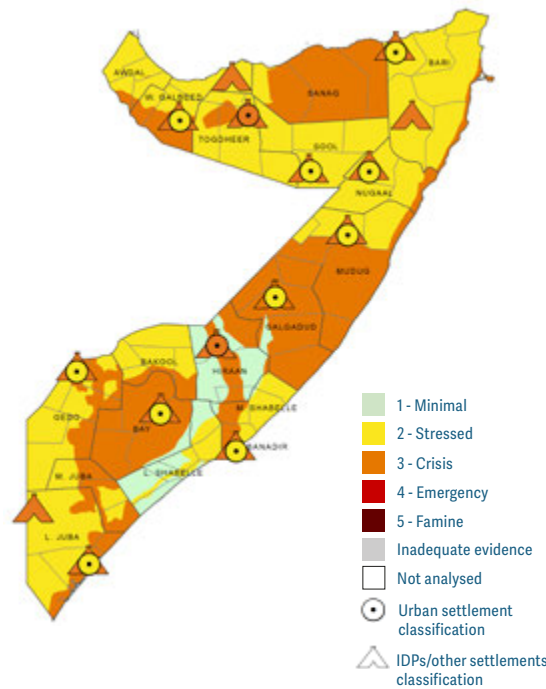 BARI
AWDAL
W. GALBEED
SANAG
TOGDHEER
SOOL
NUGAAL
MUDUG
GALGADUD
BAKOOL
HIRAAN
GEDO
BAY
M. SHABELLE
BANADIR
L. SHABELLE
M. JUBA
L. JUBA
1 - Minimal
2 - Stressed
3 - Crisis
4 - Emergency
5 - Famine
Inadequate evidence
Not analysed
Urban settlement
classification
IDPs/other settlements
classification